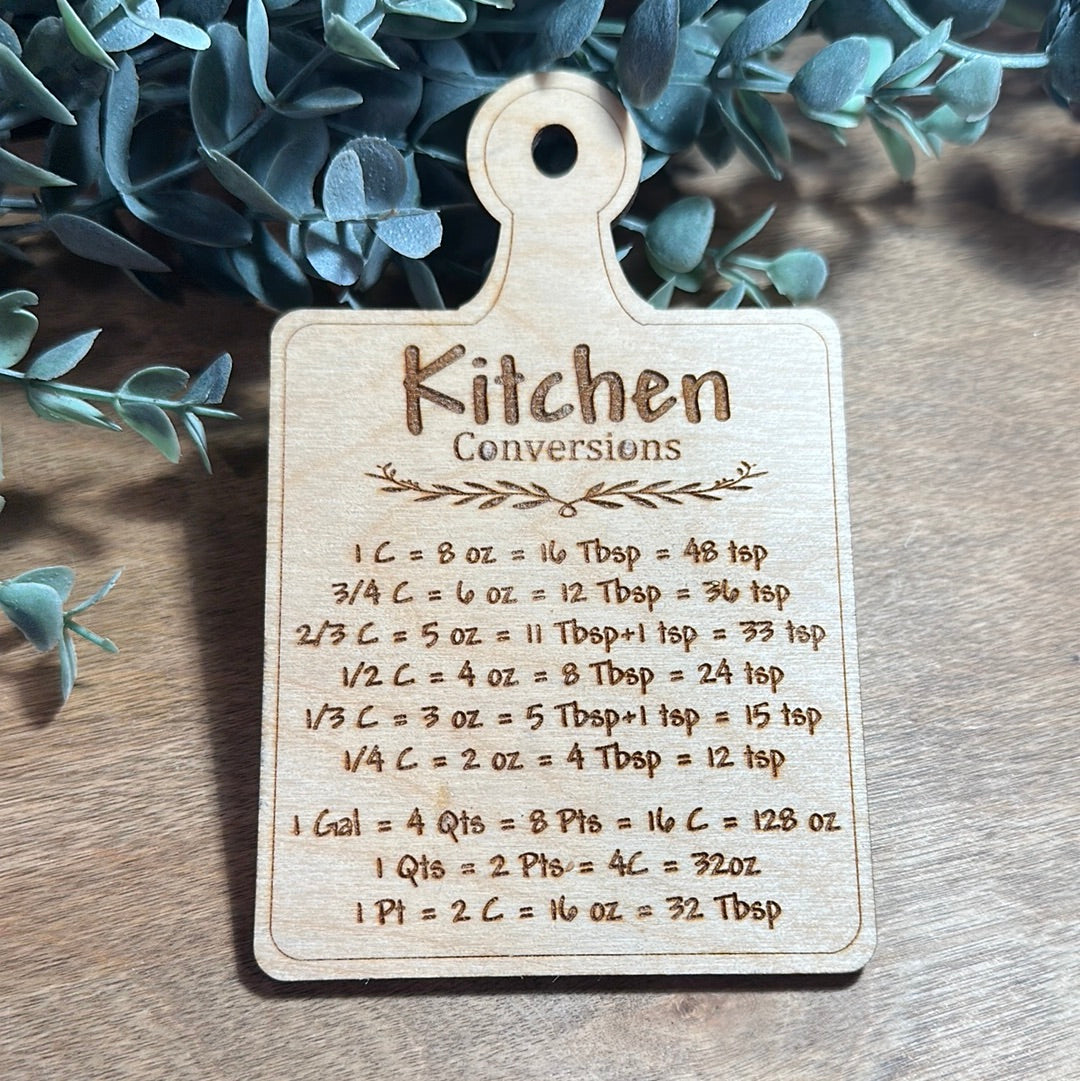 Kitchen
Conversions
1 C = 8 oz = 16 Tbsp = 48 tsp
3/4 C = 6 oz = 12 Tbsp = 36 tsp
2/3 C = 5 oz = 11 Tbsp+1 tsp = 33 tsp
1/2 C = 4 oz = 8 Tbsp = 24 tsp
1/3 C = 3 oz = 5 Tbsp+1 tsp = 15 tsp
1/4 C = 2 oz = 4 Tbsp = 12 tsp
1 Gal = 4 Qts = 8 Pts = 16 C = 128 oz
1 Qts = 2 Pts = 4C = 32oz
1 Pt = 2 C = 16 oz = 32 Tbsp